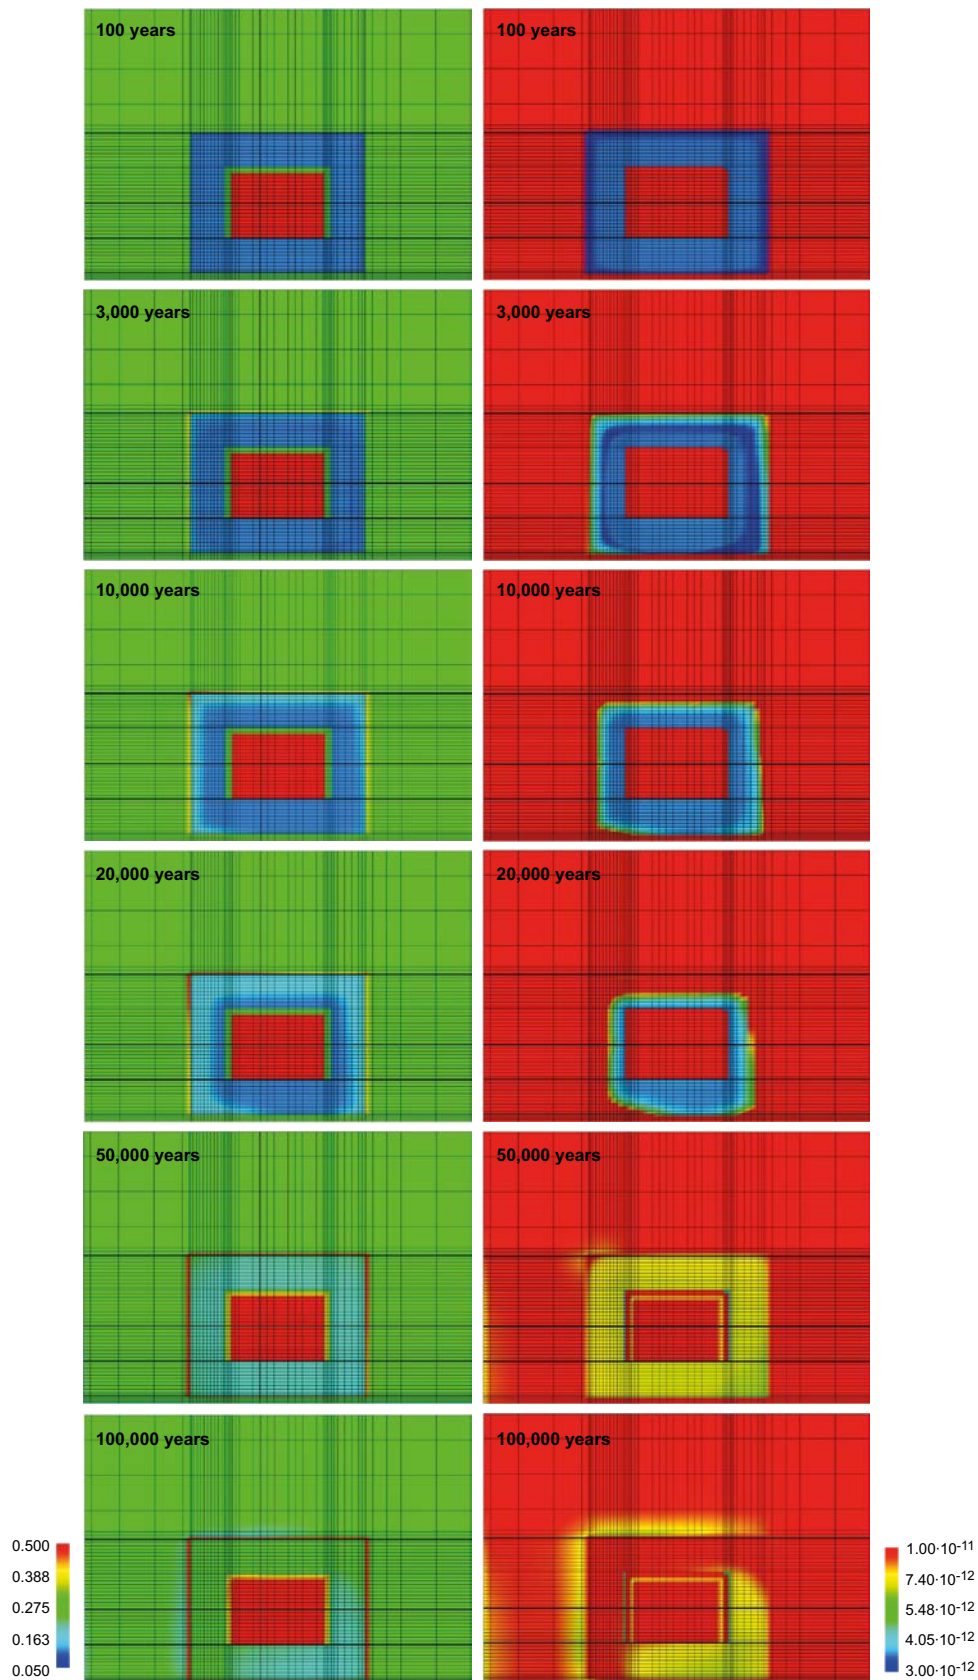 100 years
100 years
3,000 years
3,000 years
10,000 years
10,000 years
20,000 years
20,000 years
50,000 years
50,000 years
100,000 years
100,000 years
0.500
0.388
0.275
0.163
0.050
1.00·10-11
7.40·10-12
5.48·10-12
4.05·10-12
3.00·10-12